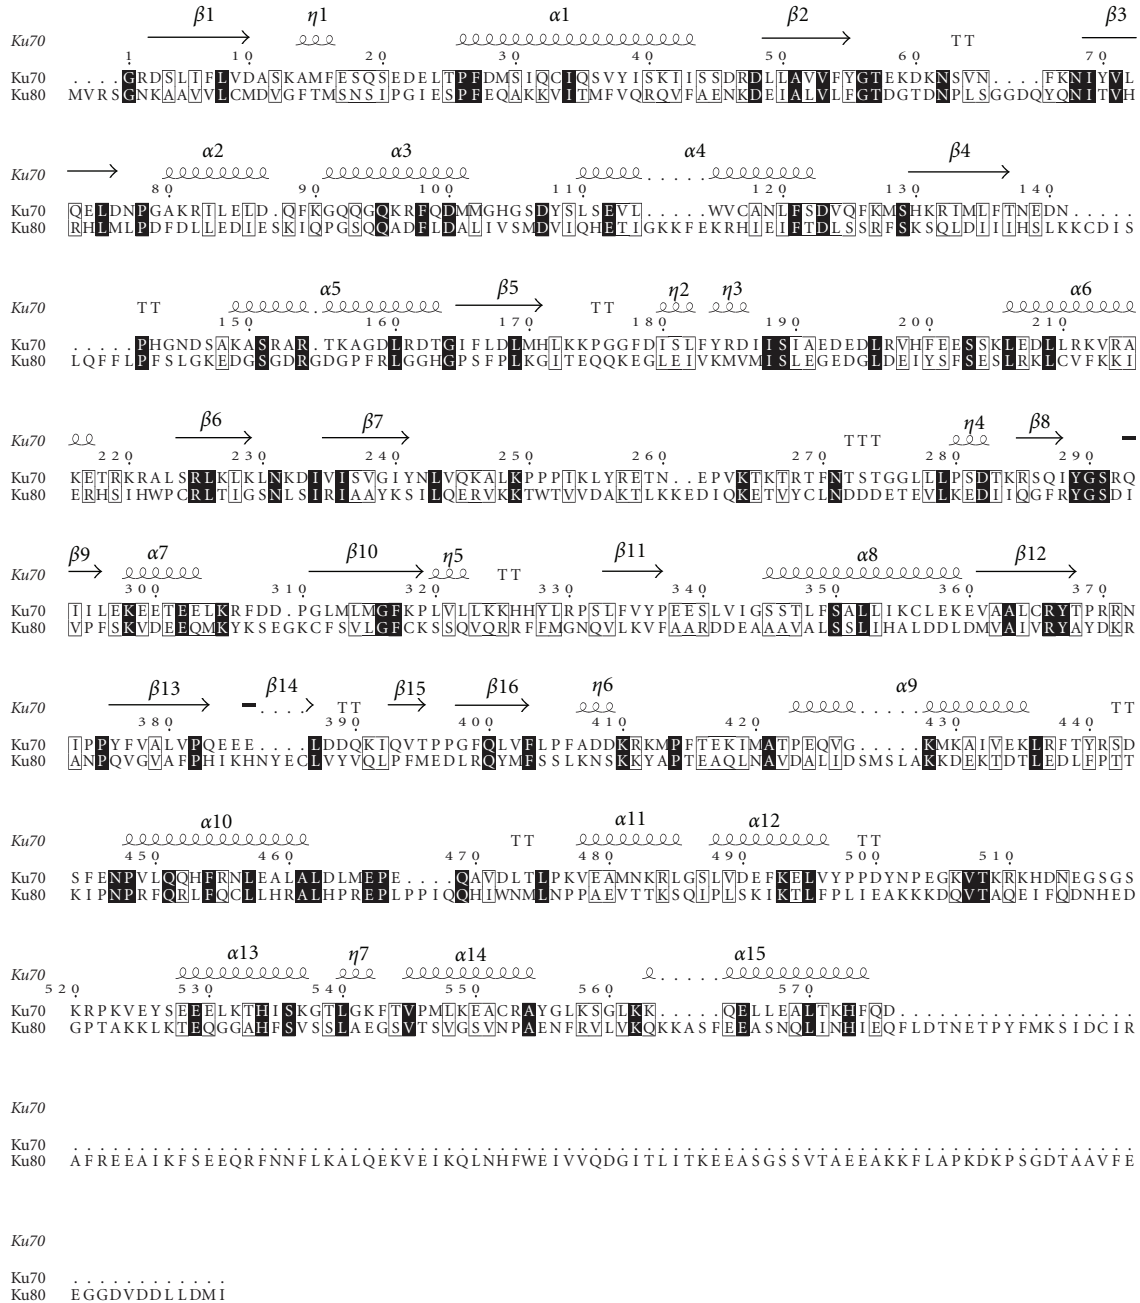 β1 η1 α1 β2 β3
Ku70 T T
1 10 20 30 40 50 60 70
Ku70 ....GRDSLIFLVDASKAMFESQSEDELTPFDMSIQCIQSVYISKIISSDRDLLAVVFYGTEKDKNSVN....FKNIYVL
Ku80 MVRSGNKAAVVLCMDVGFTMSNSIPGIESPFEQAKKVITMFVQRQVFAENKDEIALVLFGTDGTDNPLSGGDQYQNITVH
α2 α3 α4 β4
Ku70 .....
80 90 100 110 120 130 140
Ku70 QELDNPGAKRILELD.QFKGQQGQKRFQDMMGHGSDYSLSEVL.....WVCANLFSDVQFKMSHKRIMLFTNEDN.....
Ku80 RHLMLPDFDLLEDIESKIQPGSQQADFLDALIVSMDVIQHETIGKKFEKRHIEIFTDLSSRFSKSQLDIIIHSLKKCDIS
α5 β5 η2 η3 α6
Ku70 T T . T T
150 160 170 180 190 200 210
Ku70 .....PHGNDSAKASRAR.TKAGDLRDTGIFLDLMHLKKPGGFDISLFYRDIISIAEDEDLRVHFEESSKLEDLLRKVRA
Ku80 LQFFLPFSLGKEDGSGDRGDGPFRLGGHGPSFPLKGITEQQKEGLEIVKMVMISLEGEDGLDEIYSFSESLRKLCVFKKI
β6 β7 η4 β8
Ku70 T T T
220 230 240 250 260 270 280 290
Ku70 KETRKRALSRLKLKLNKDIVISVGIYNLVQKALKPPPIKLYRETN..EPVKTKTRTFNTSTGGLLLPSDTKRSQIYGSRQ
Ku80 ERHSIHWPCRLTIGSNLSIRIAAYKSILQERVKKTWTVVDAKTLKKEDIQKETVYCLNDDDETEVLKEDIIQGFRYGSDI
β9 α7 β10 η5 β11 α8 β12
Ku70 T T
300 310 320 330 340 350 360 370
Ku70 IILEKEETEELKRFDD.PGLMLMGFKPLVLLKKHHYLRPSLFVYPEESLVIGSSTLFSALLIKCLEKEVAALCRYTPRRN
Ku80 VPFSKVDEEQMKYKSEGKCFSVLGFCKSSQVQRRFFMGNQVLKVFAARDDEAAAVALSSLIHALDDLDMVAIVRYAYDKR
β13 β14 β15 β16 η6 α9
Ku70 .... T T ..... T T
380 390 400 410 420 430 440
Ku70 IPPYFVALVPQEEE....LDDQKIQVTPPGFQLVFLPFADDKRKMPFTEKIMATPEQVG.....KMKAIVEKLRFTYRSD
Ku80 ANPQVGVAFPHIKHNYECLVYVQLPFMEDLRQYMFSSLKNSKKYAPTEAQLNAVDALIDSMSLAKKDEKTDTLEDLFPTT
α10 α11 α12
Ku70 T T T T
450 460 470 480 490 500 510
Ku70 SFENPVLQQHFRNLEALALDLMEPE....QAVDLTLPKVEAMNKRLGSLVDEFKELVYPPDYNPEGKVTKRKHDNEGSGS
Ku80 KIPNPRFQRLFQCLLHRALHPREPLPPIQQHIWNMLNPPAEVTTKSQIPLSKIKTLFPLIEAKKKDQVTAQEIFQDNHED
α13 η7 α14 α15
Ku70 .....
520 530 540 550 560 570
Ku70 KRPKVEYSEEELKTHISKGTLGKFTVPMLKEACRAYGLKSGLKK.....QELLEALTKHFQD..................
Ku80 GPTAKKLKTEQGGAHFSVSSLAEGSVTSVGSVNPAENFRVLVKQKKASFEEASNQLINHIEQFLDTNETPYFMKSIDCIR
Ku70
Ku70 ................................................................................
Ku80 AFREEAIKFSEEQRFNNFLKALQEKVEIKQLNHFWEIVVQDGITLITKEEASGSSVTAEEAKKFLAPKDKPSGDTAAVFE
Ku70
Ku70 ............
Ku80 EGGDVDDLLDMI